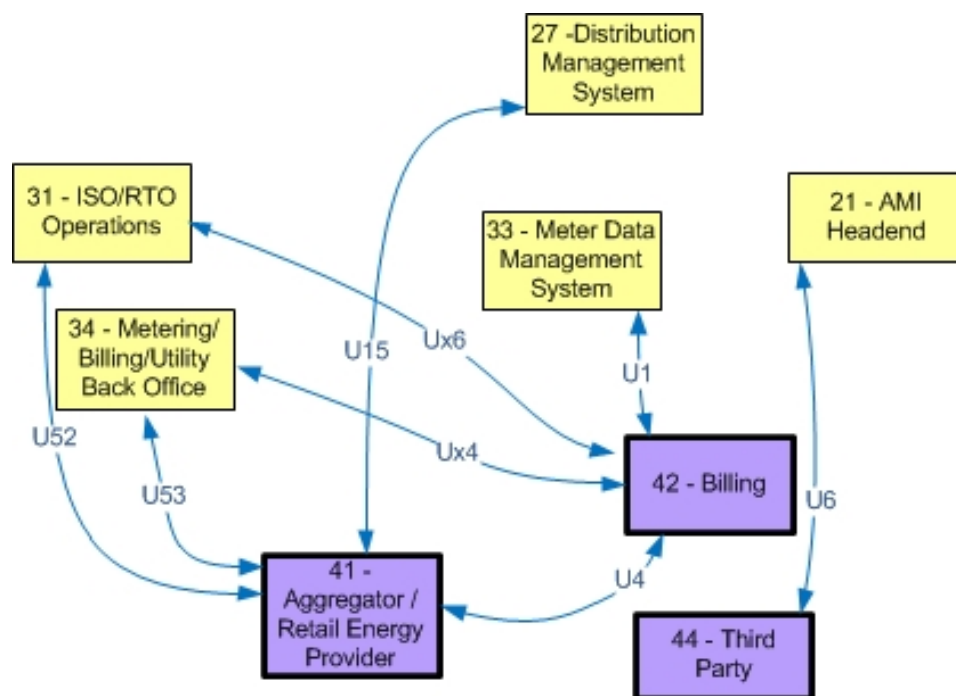 27 -Distribution
Management
System
31 - ISO/RTO
Operations
21 - AMI
Headend
33 - Meter Data
Management
System
34 - Metering/
Billing/Utility
Back Office
Ux6
U15
U1
U52
Ux4
U53
42 - Billing
U6
41 -
Aggregator /
Retail Energy
Provider
U4
44 - Third
Party